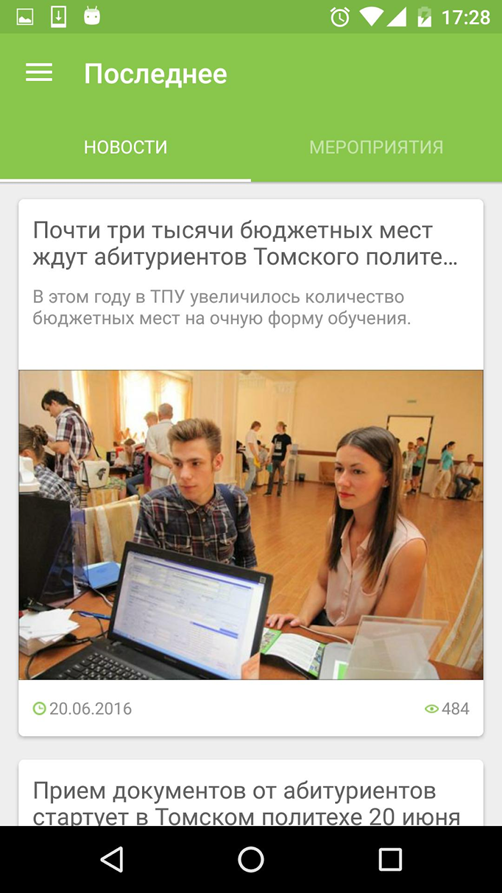 17:28
Последнее
НОВОСТИ
МЕРОПРИЯТИЯ
Почти три тысячи бюджетных мест
ждут абитуриентов Томского полите...
В этом году в ТПУ увеличилось количество
бюджетных мест на очную форму обучения.
20.06.2016
484
Прием документов от абитуриентов
стартует в Томском политехе 20 июня